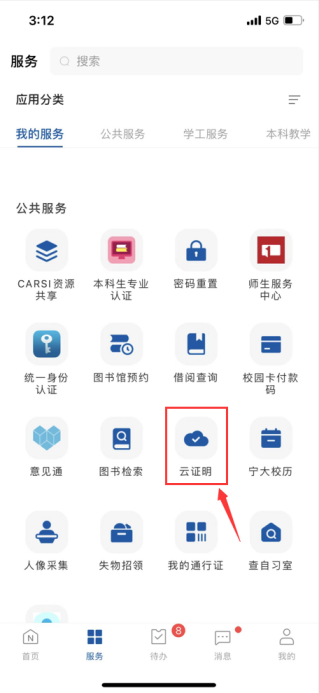 3:12
5G
服务
搜索
应用分类
我的服务 公共服务 学工服务 本科教学
公共服务
CARSI资源共享 本科生专业认证 密码重置 师生服务中心
统一身份认证 图书馆预约 借阅查询 校园卡付款码
意见通 图书检索 云证明 宁大校历
人像采集 失物招领 我的通行证 查自习室
N 8
首页 服务 待办 消息 我的